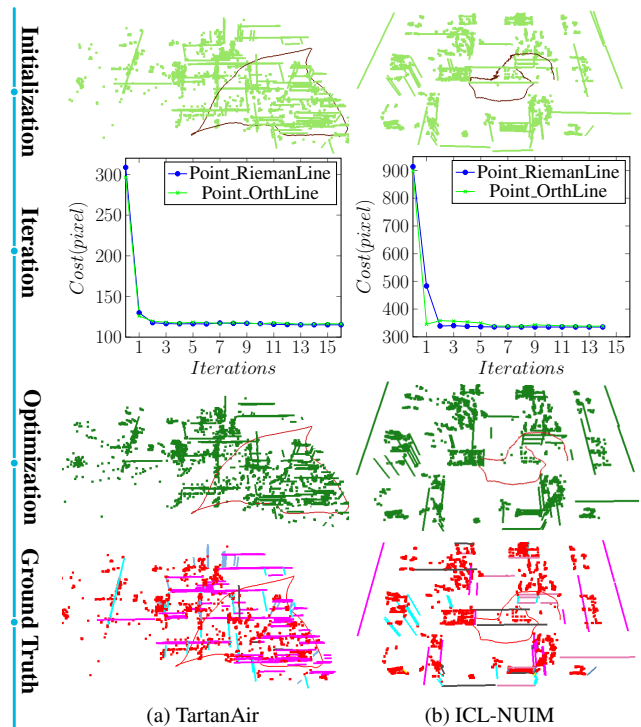 Initialization
Iteration
Optimization
Ground Truth
Point_RiemanLine
Point_OrthLine
Cost(pixel)
300
250
200
150
100
1 3 5 7 9 11 13 15
Iterations
Point_RiemanLine
Point_OrthLine
Cost(pixel)
900
800
700
600
500
400
300
1 3 5 7 9 11 13 15
Iterations
(a) TartanAir
(b) ICL-NUIM